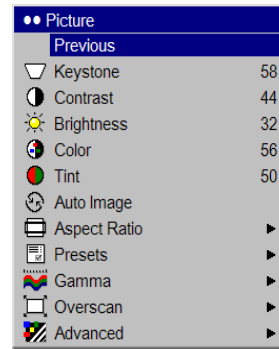 Picture
Previous
Keystone 58
Contrast 44
Brightness 32
Color 56
Tint 50
Auto Image
Aspect Ratio
Presets
Gamma
Overscan
Advanced